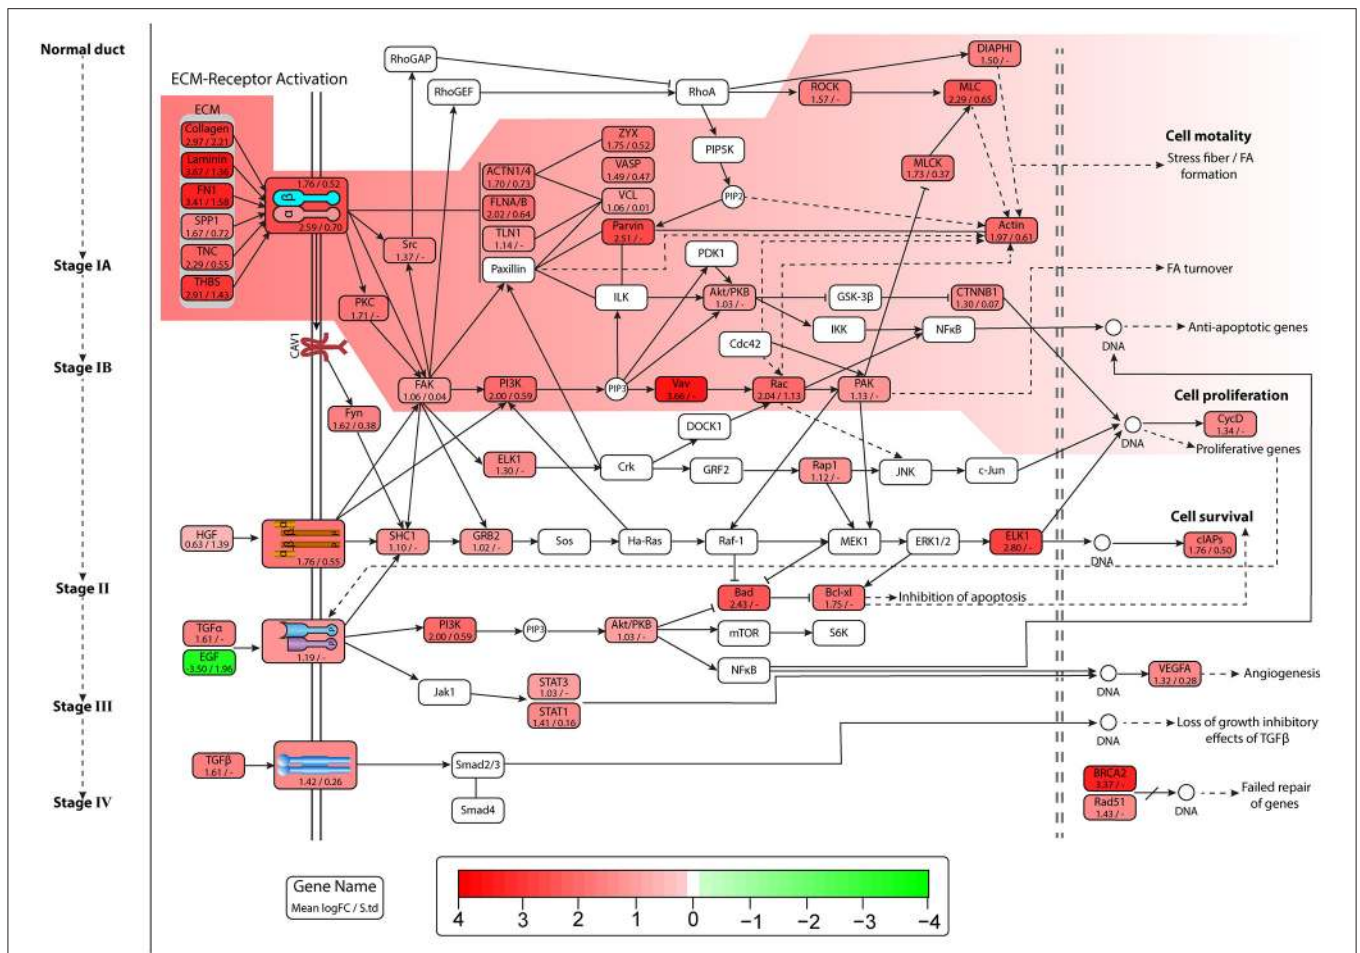 Normal duct
Stage IA
Stage IB
Stage II
Stage III
Stage IV
ECM-Receptor Activation
ECM
Collagen
2.97 / 2.21
Laminin
3.67 / 1.36
FN1
3.41 / 1.58
SPP1
1.67 / 0.72
TNC
2.29 / 0.55
THBS
2.91 / 1.43
1.76 / 0.52
β
α
2.59 / 0.70
RhoGAP
RhoGEF
RhoA
ROCK
1.57 / -
DIAPHI
1.50 / -
MLC
2.29 / 0.65
PIP5K
PIP2
MLCK
1.73 / 0.37
ZYX
1.75 / 0.52
VASP
1.49 / 0.47
VCL
1.06 / 0.01
Parvin
2.51 / -
ACTN1/4
1.70 / 0.73
FLNA/B
2.02 / 0.64
TLN1
1.14 / -
Paxillin
Src
1.37 / -
PKC
1.71 / -
Actin
1.97 / 0.61
Cell motality
Stress fiber / FA
formation
FA turnover
PDK1
ILK
Akt/PKB
1.03 / -
GSK-3β
CTNNB1
1.30 / 0.07
IKK
NFκB
DNA
Anti-apoptotic genes
Cdc42
CAV1
FAK
1.06 / 0.04
PI3K
2.00 / 0.59
PIP3
Vav
3.66 / -
Rac
2.04 / 1.13
PAK
1.13 / -
Fyn
1.62 / 0.38
DOCK1
ELK1
1.30 / -
Crk
GRF2
Rap1
1.12 / -
JNK
c-Jun
DNA
Cell proliferation
CycD
1.34 / -
Proliferative genes
HGF
0.63 / 1.39
1.76 / 0.55
SHC1
1.10 / -
GRB2
1.02 / -
Sos
Ha-Ras
Raf-1
MEK1
ERK1/2
ELK1
2.80 / -
DNA
Cell survival
cIAPs
1.76 / 0.50
Bad
2.43 / -
Bcl-xl
1.75 / -
Inhibition of apoptosis
TGFα
1.61 / -
EGF
-3.50 / 1.96
1.19 / -
PI3K
2.00 / 0.59
PIP3
Akt/PKB
1.03 / -
mTOR
S6K
NFκB
Jak1
STAT3
1.03 / -
STAT1
1.41 / 0.16
DNA
VEGFA
1.32 / 0.28
Angiogenesis
DNA
Loss of growth inhibitory
effects of TGFβ
TGFβ
1.61 / -
1.42 / 0.26
Smad2/3
Smad4
BRCA2
3.37 / -
Rad51
1.43 / -
DNA
Failed repair
of genes
Gene Name
Mean logFC / S.td
4 3 2 1 0 −1 −2 −3 −4